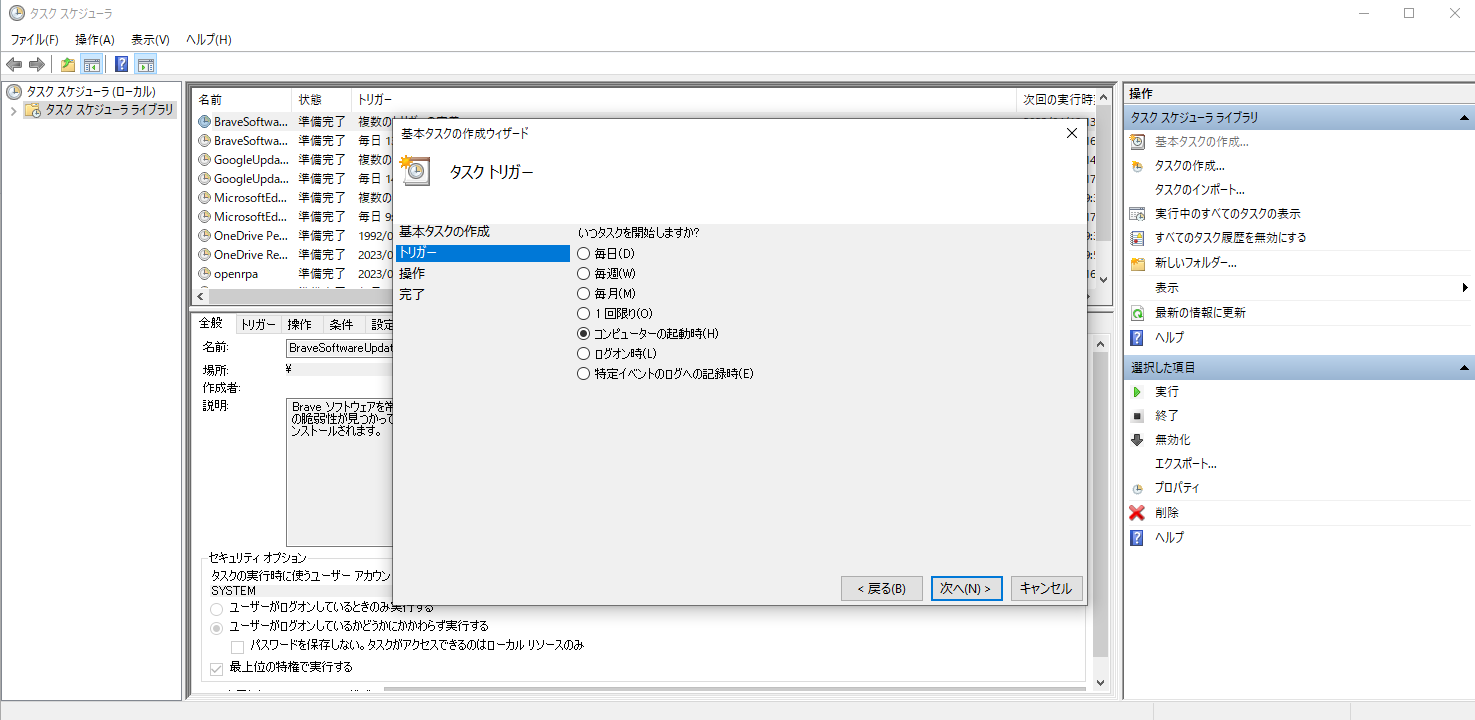 タスク スケジューラ
ファイル(F) 操作(A) 表示(V) ヘルプ(H)
タスク スケジューラ (ローカル)
タスク スケジューラ ライブラリ
名前 状態 トリガー 次回の実行時
BraveSoftwa... 準備完了 複数の
BraveSoftwa... 準備完了 毎日
GoogleUpda... 準備完了 複数の
GoogleUpda... 準備完了 毎日
MicrosoftEd... 準備完了 複数の
MicrosoftEd... 準備完了 毎日
OneDrive Pe... 準備完了 1992/0
OneDrive Re... 準備完了 2023/0
openrpa 準備完了 2023/0
全般 トリガー 操作 条件 設定
名前:
BraveSoftwareUpdat
場所:
¥
作成者:
説明:
Brave ソフトウェアを常
の脆弱性が見つかって
ンストールされます。
セキュリティ オプション
タスクの実行時に使うユーザー アカウン
SYSTEM
ユーザーがログオンしているときのみ実行する
ユーザーがログオンしているかどうかにかかわらず実行する
パスワードを保存しない。タスクがアクセスできるのはローカル リソースのみ
最上位の特権で実行する
基本タスクの作成ウィザード
タスク トリガー
基本タスクの作成
トリガー
操作
完了
いつタスクを開始しますか?
毎日(D)
毎週(W)
毎月(M)
1 回限り(O)
コンピューターの起動時(H)
ログオン時(L)
特定イベントのログへの記録時(E)
< 戻る(B) 次へ(N) > キャンセル
操作
タスク スケジューラ ライブラリ
基本タスクの作成...
タスクの作成...
タスクのインポート...
実行中のすべてのタスクの表示
すべてのタスク履歴を無効にする
新しいフォルダー...
表示
最新の情報に更新
ヘルプ
選択した項目
実行
終了
無効化
エクスポート...
プロパティ
削除
ヘルプ